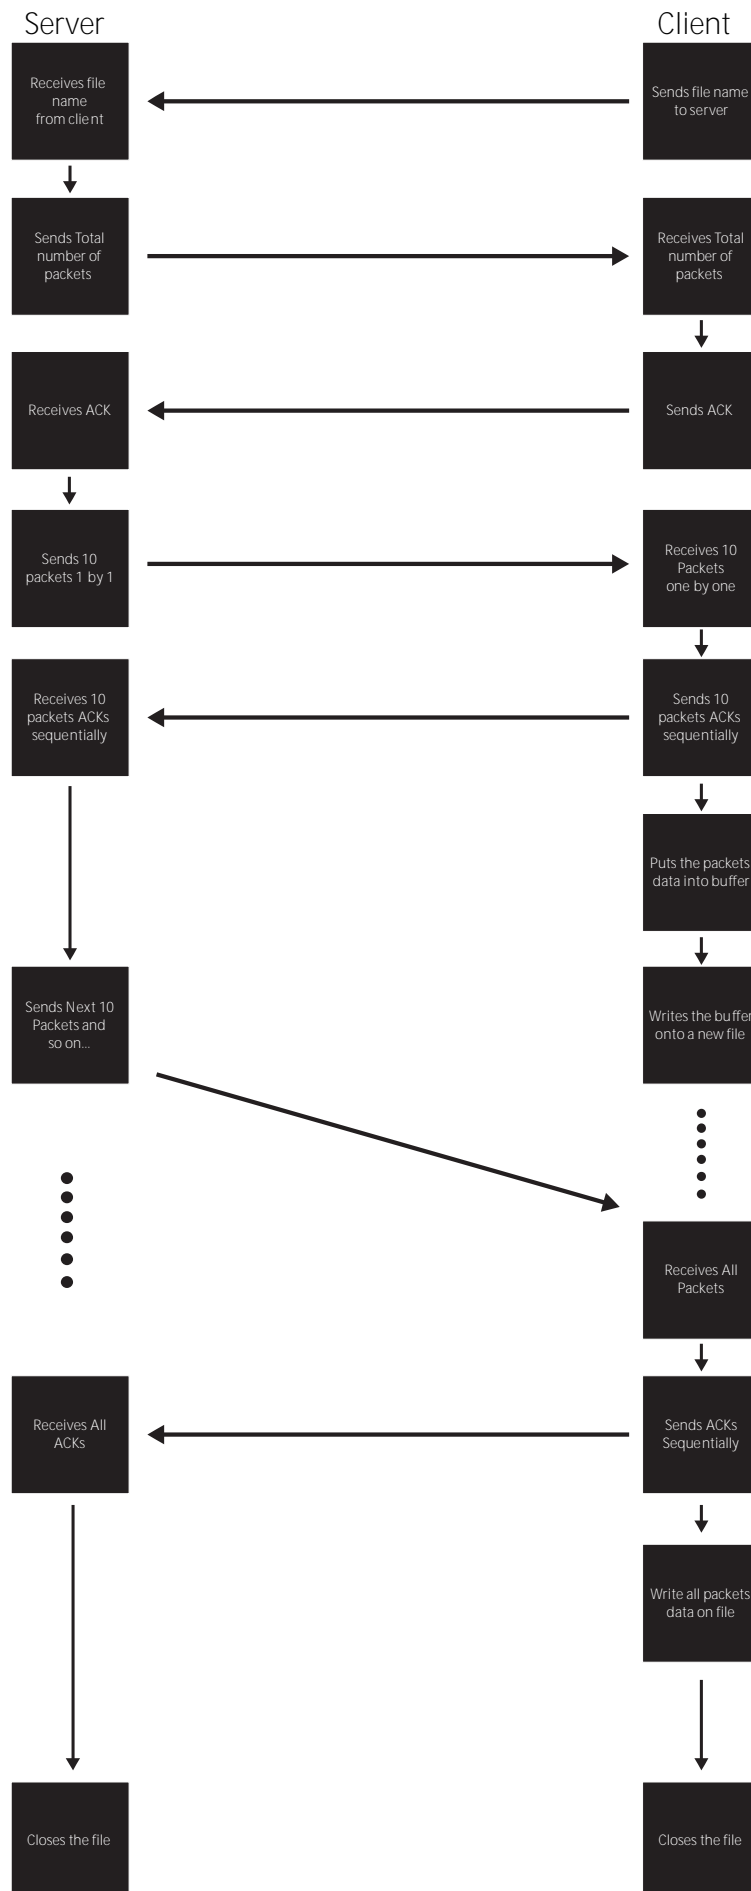 Server
Client
Receives file
name
from client
Sends file name
to server
Sends Total
number of
packets
Receives Total
number of
packets
Receives ACK
Sends ACK
Sends 10
packets 1 by 1
Receives 10
Packets
one by one
Receives 10
packets ACKs
sequentially
Sends 10
packets ACKs
sequentially
Puts the packets
data into buffer
Sends Next 10
Packets and
so on...
Writes the buffer
onto a new file
Receives All
Packets
Receives All
ACKs
Sends ACKs
Sequentially
Write all packets
data on file
Closes the file
Closes the file